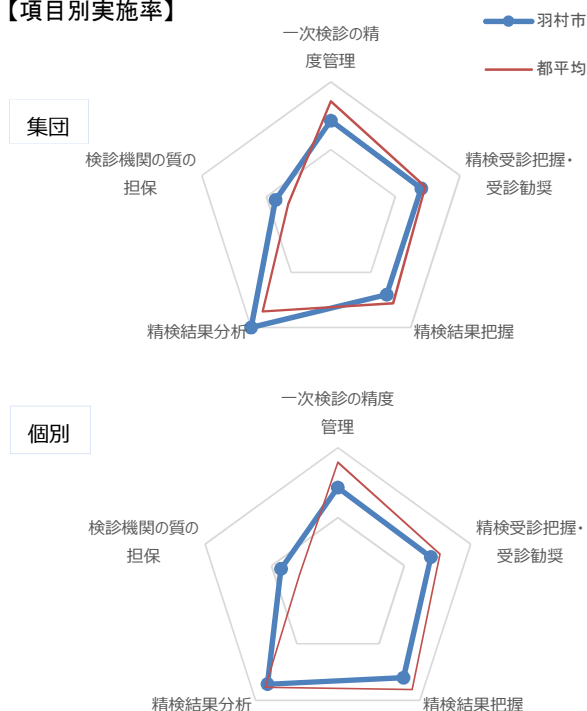 【項目別実施率】
羽村市
都平均
集団
一次検診の精
度管理
精検受診把握・
受診勧奨
精検結果把握
精検結果分析
検診機関の質の
担保
個別
一次検診の精度
管理
精検受診把握・
受診勧奨
精検結果把握
精検結果分析
検診機関の質の
担保